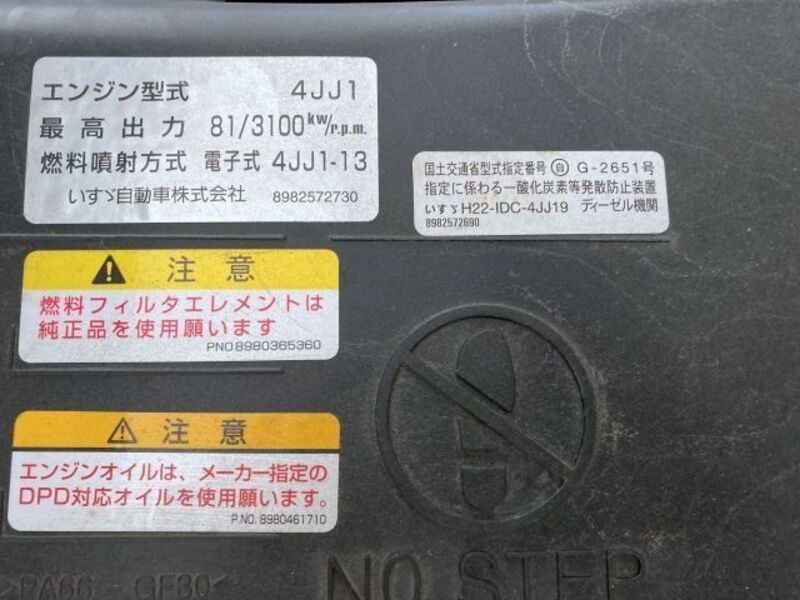 エンジン型式 4JJ1
最高出力 81/3100kW/r.p.m.
燃料噴射方式 電子式 4JJ1-13
いすゞ自動車株式会社 8982572730
国土交通省型式指定番号 自 G-2651号
指定に係わる一酸化炭素等発散防止装置
いすゞH22-IDC-4JJ19 ディーゼル機関
8982572690
注意
燃料フィルタエレメントは
純正品を使用願います
PNO8980365360
注意
エンジンオイルは、メーカー指定の
DPD対応オイルを使用願います。
P.NO. 8980461710
NO STEP
>PA66-GF30<